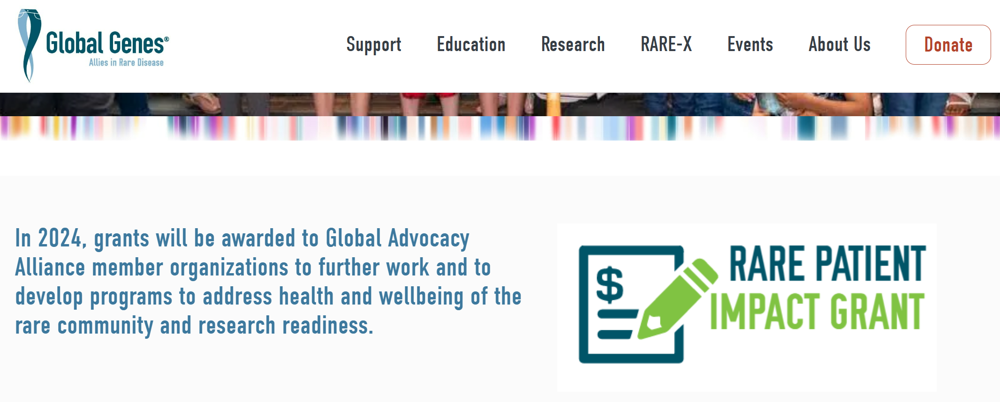 Global Genes®
Allies in Rare Disease
Support
Education
Research
RARE-X
Events
About Us
Donate
In 2024, grants will be awarded to Global Advocacy
Alliance member organizations to further work and to
develop programs to address health and wellbeing of the
rare community and research readiness.
$
RARE PATIENT
IMPACT GRANT